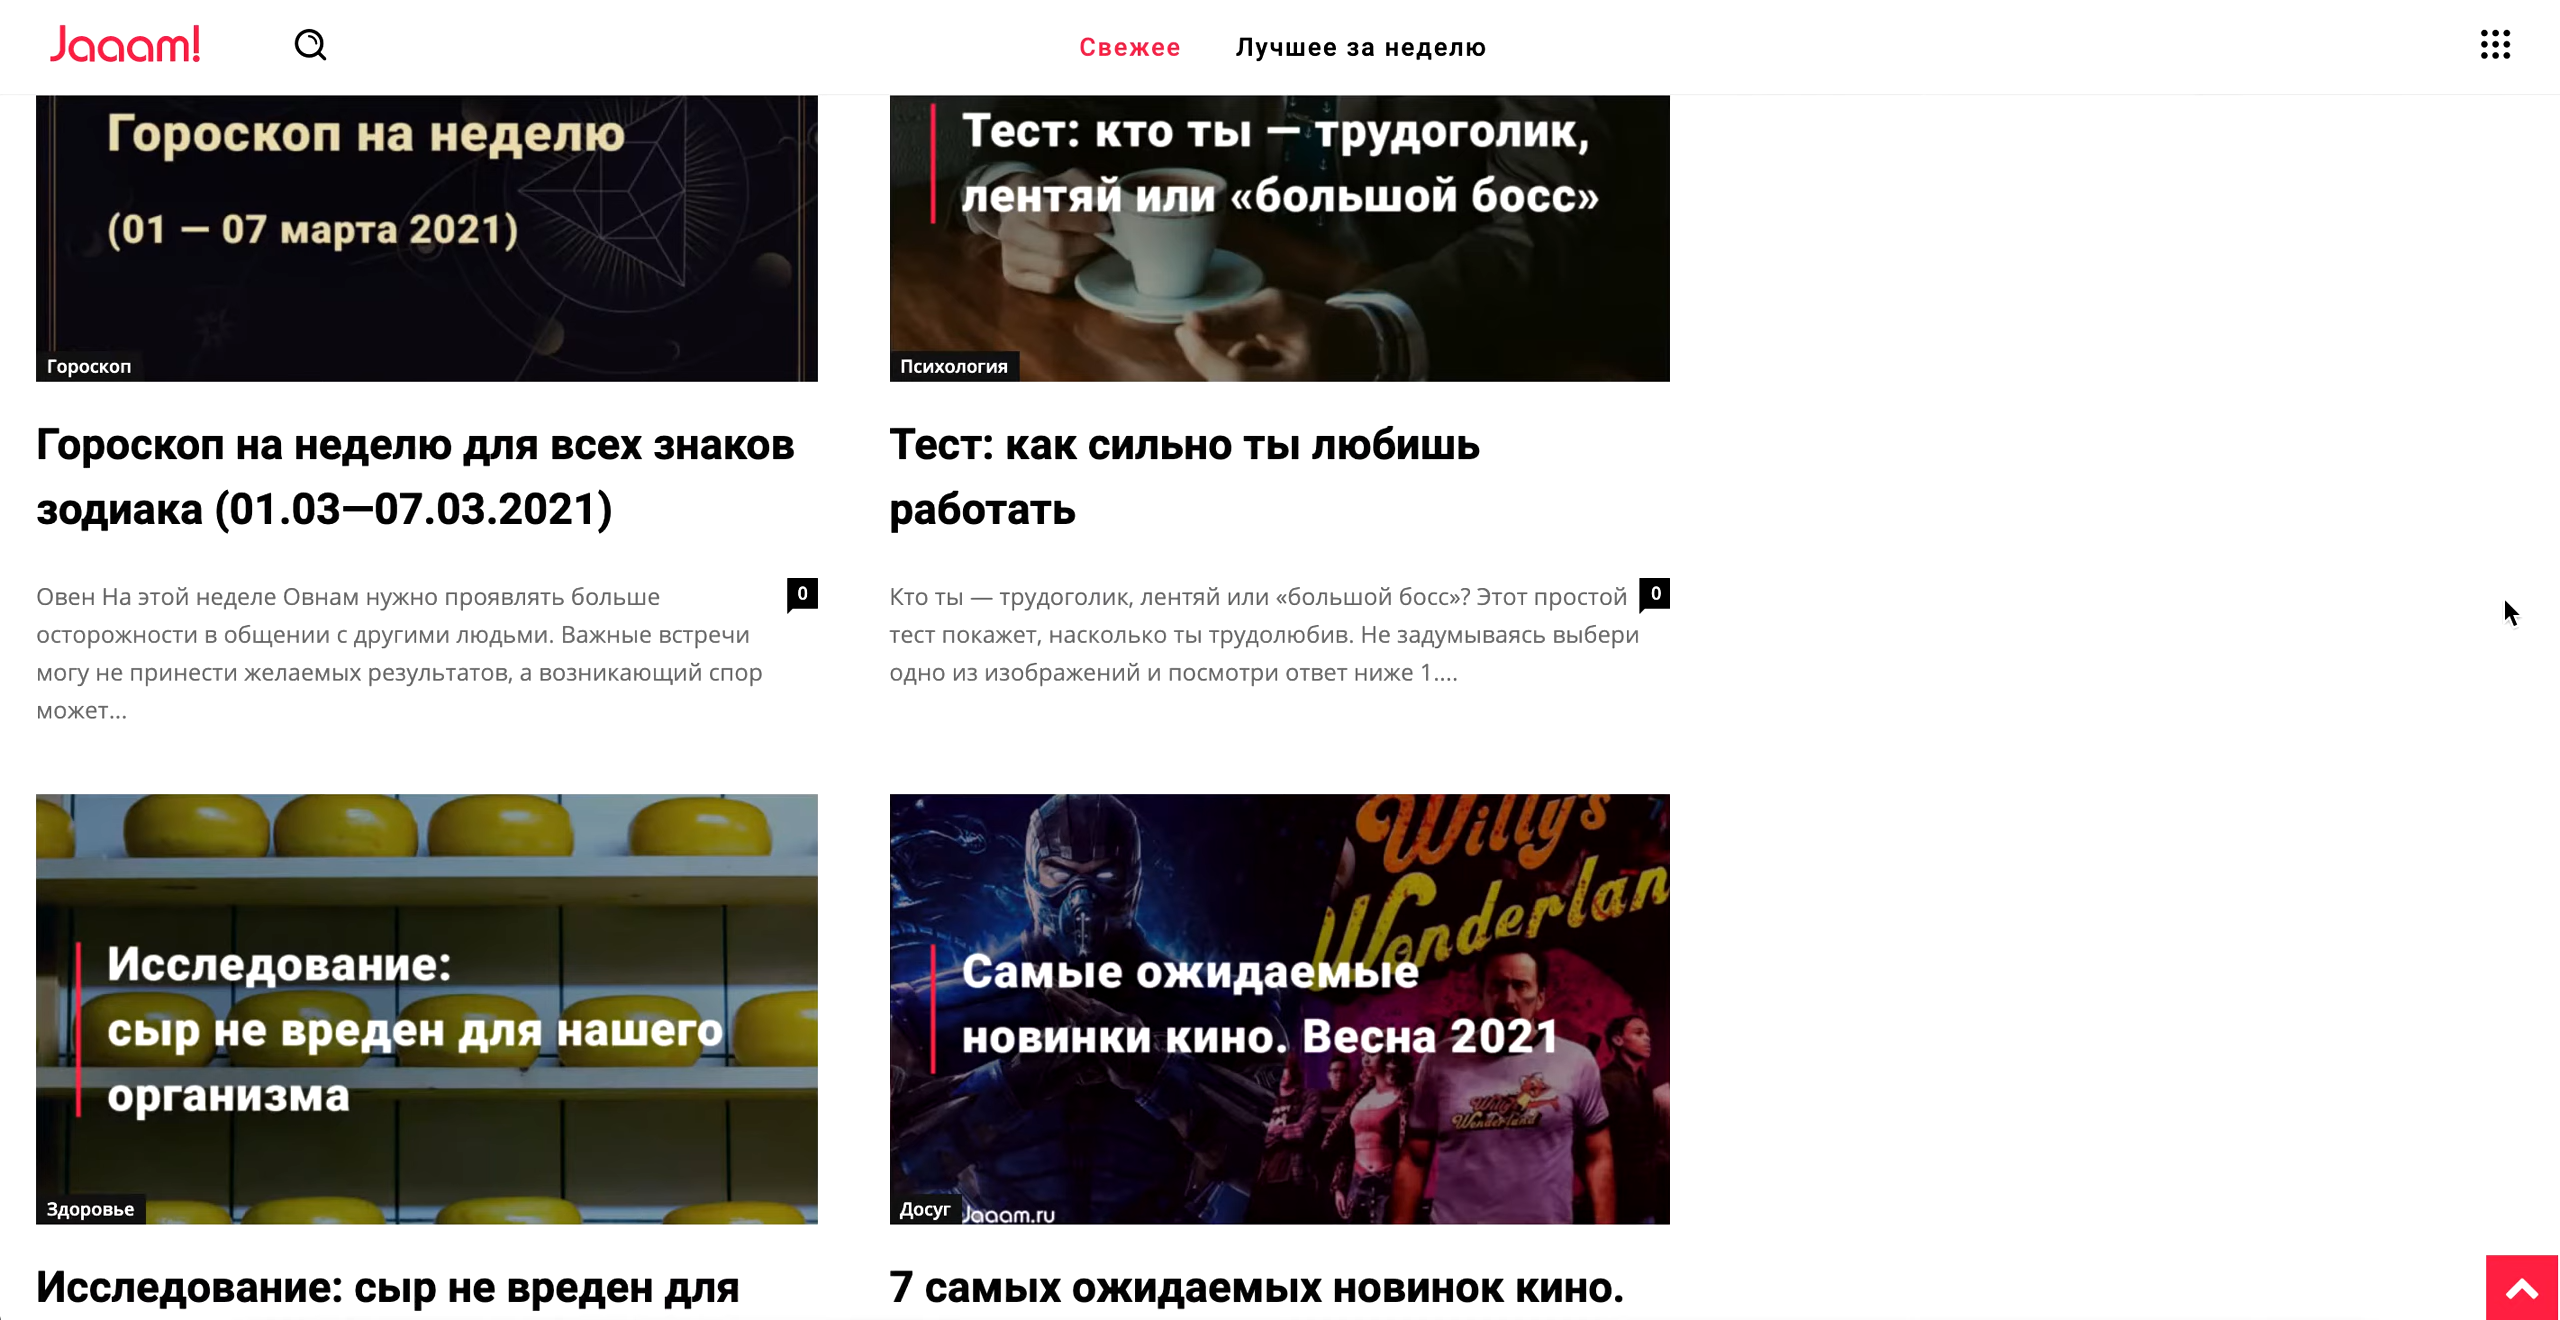 Jaaam!
Свежее
Лучшее за неделю
Гороскоп на неделю
(01 — 07 марта 2021)
Гороскоп
Гороскоп на неделю для всех знаков
зодиака (01.03—07.03.2021)
Овен На этой неделе Овнам нужно проявлять больше
осторожности в общении с другими людьми. Важные встречи
могу не принести желаемых результатов, а возникающий спор
может...
0
Тест: кто ты — трудоголик,
лентяй или «большой босс»
Психология
Тест: как сильно ты любишь
работать
Кто ты — трудоголик, лентяй или «большой босс»? Этот простой
тест покажет, насколько ты трудолюбив. Не задумываясь выбери
одно из изображений и посмотри ответ ниже 1....
0
Исследование:
сыр не вреден для нашего
организма
Здоровье
Исследование: сыр не вреден для
Willy's
Wonderlan
Самые ожидаемые
новинки кино. Весна 2021
Willy's
Wonderland
Досуг
Jaaam.ru
7 самых ожидаемых новинок кино.